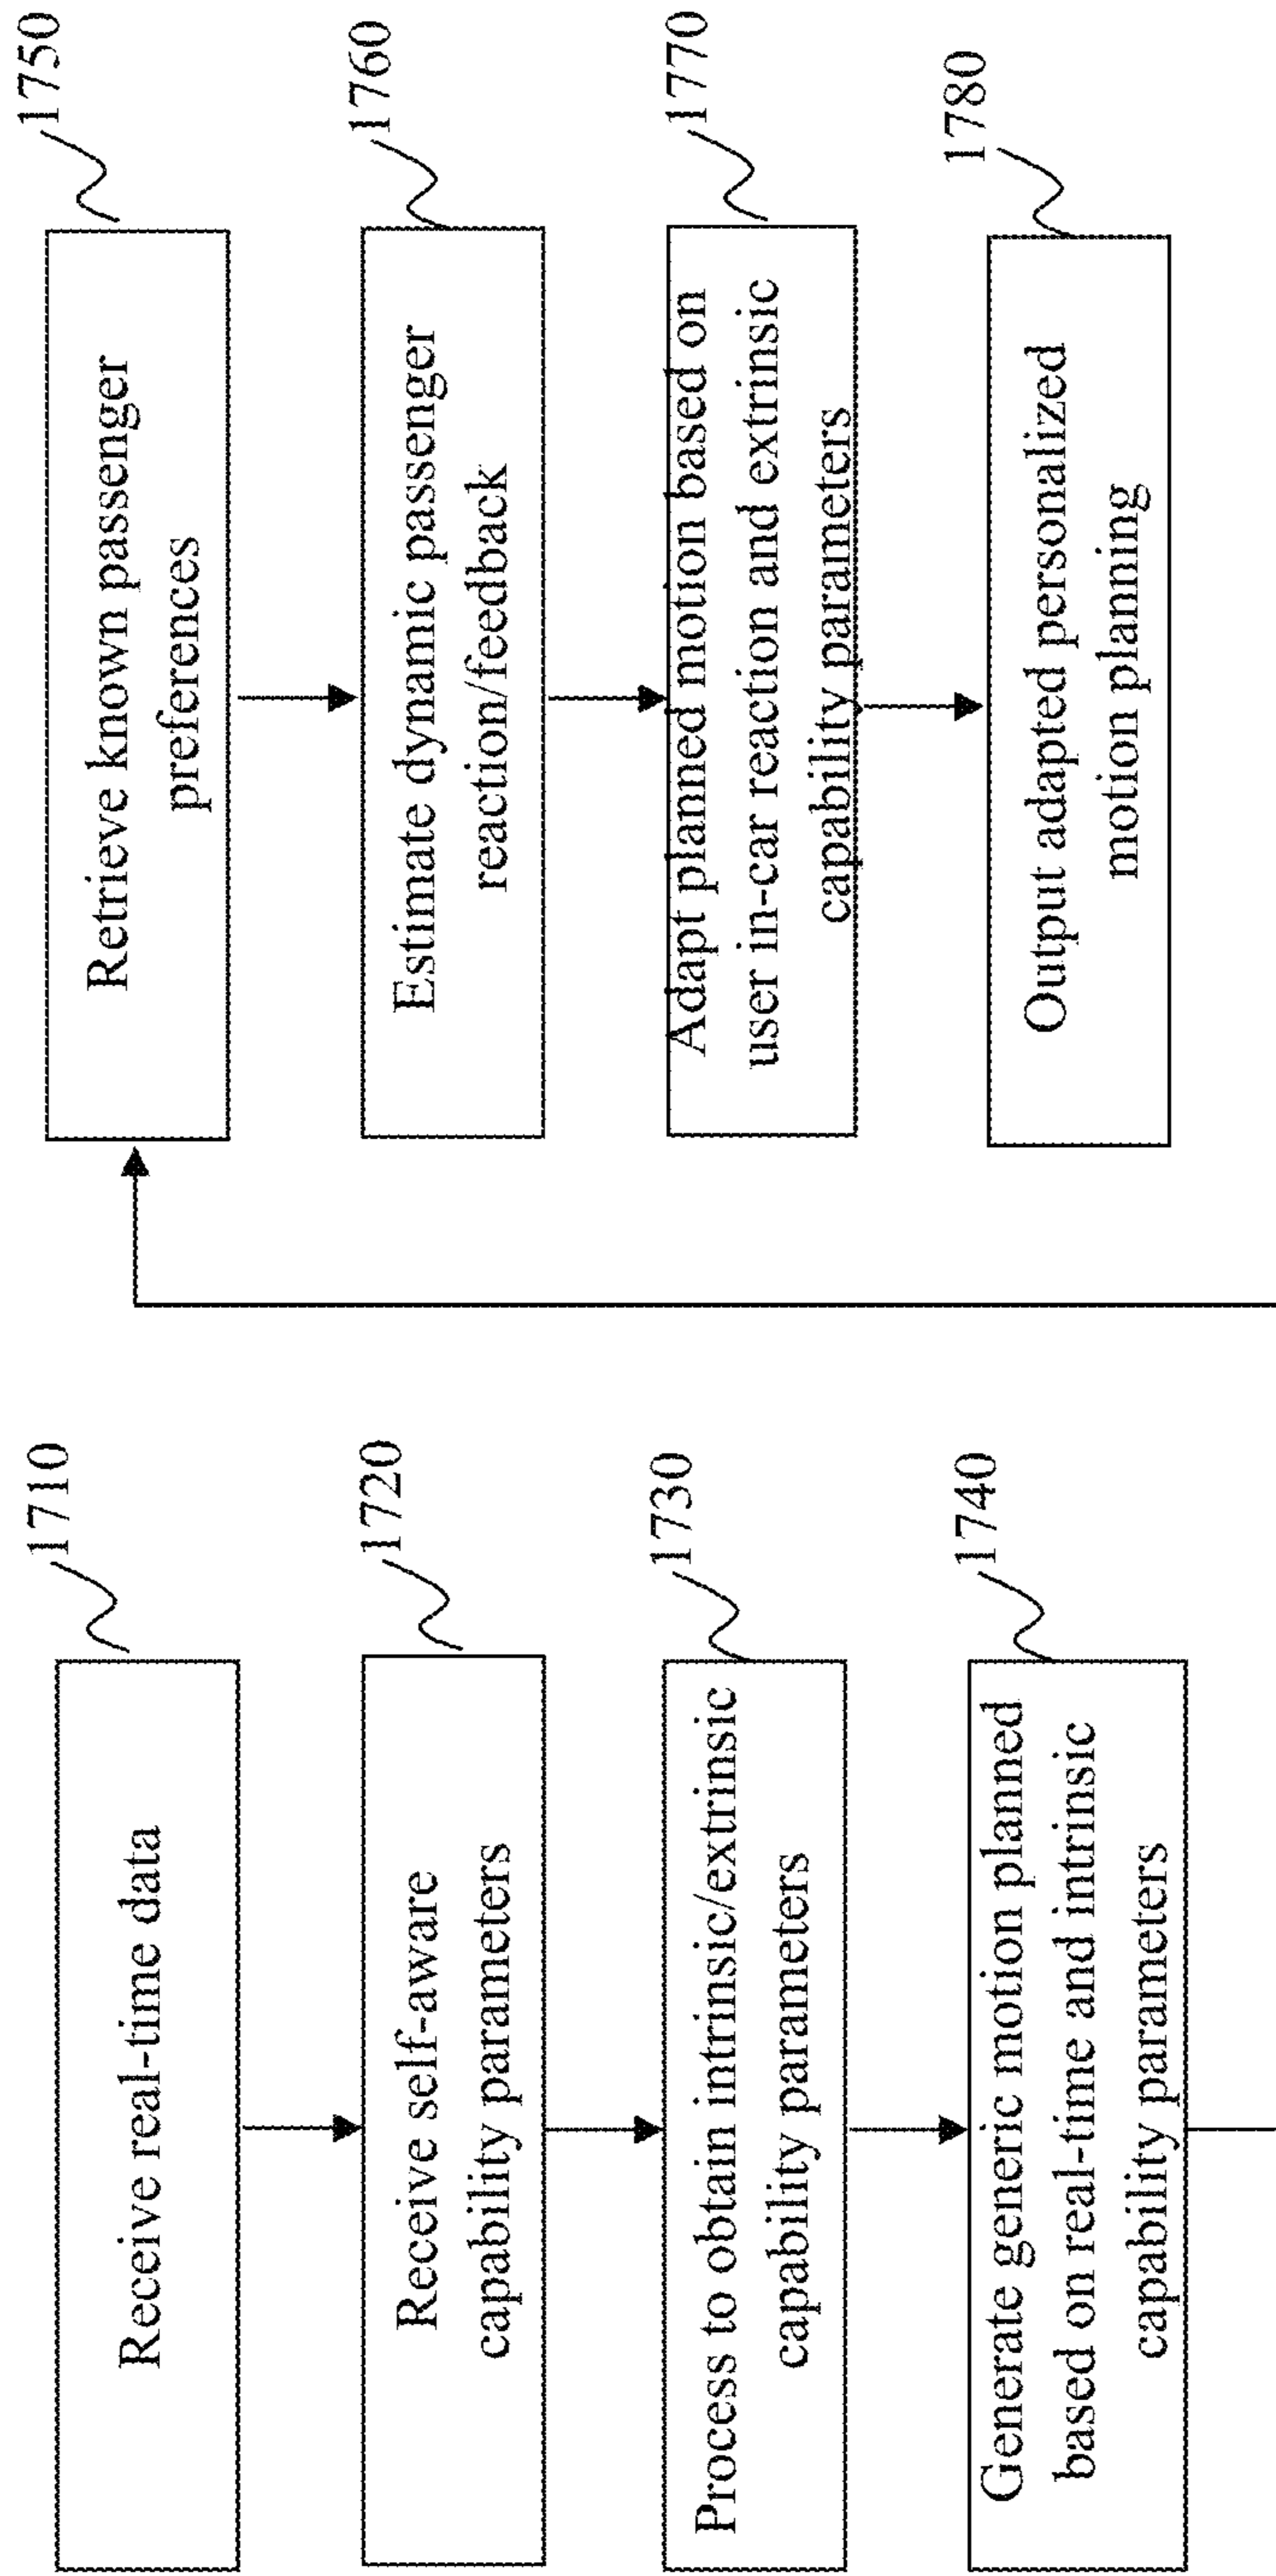 Receive real-time data
1710
Receive self-aware
capability parameters
1720
Process to obtain intrinsic/extrinsic
capability parameters
1730
Generate generic motion planned
based on real-time and intrinsic
capability parameters
1740
Retrieve known passenger
preferences
1750
Estimate dynamic passenger
reaction/feedback
1760
Adapt planned motion based on
user in-car reaction and extrinsic
capability parameters
1770
Output adapted personalized
motion planning
1780